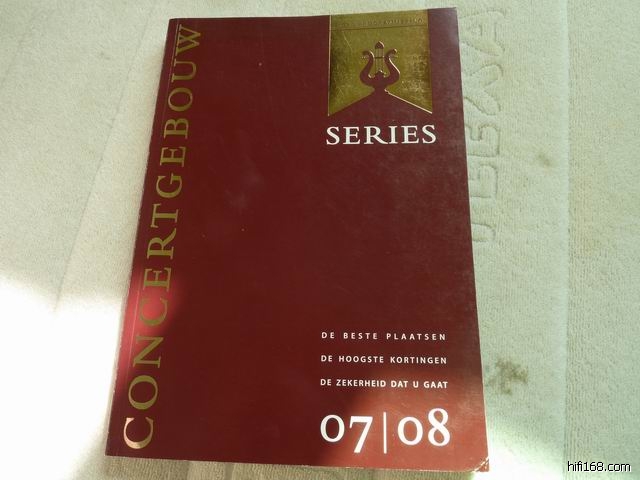 CONCERTGEBOUW
SERIES
DE BESTE PLAATSEN
DE HOOGSTE KORTINGEN
DE ZEKERHEID DAT U GAAT
07|08
hifi168.com